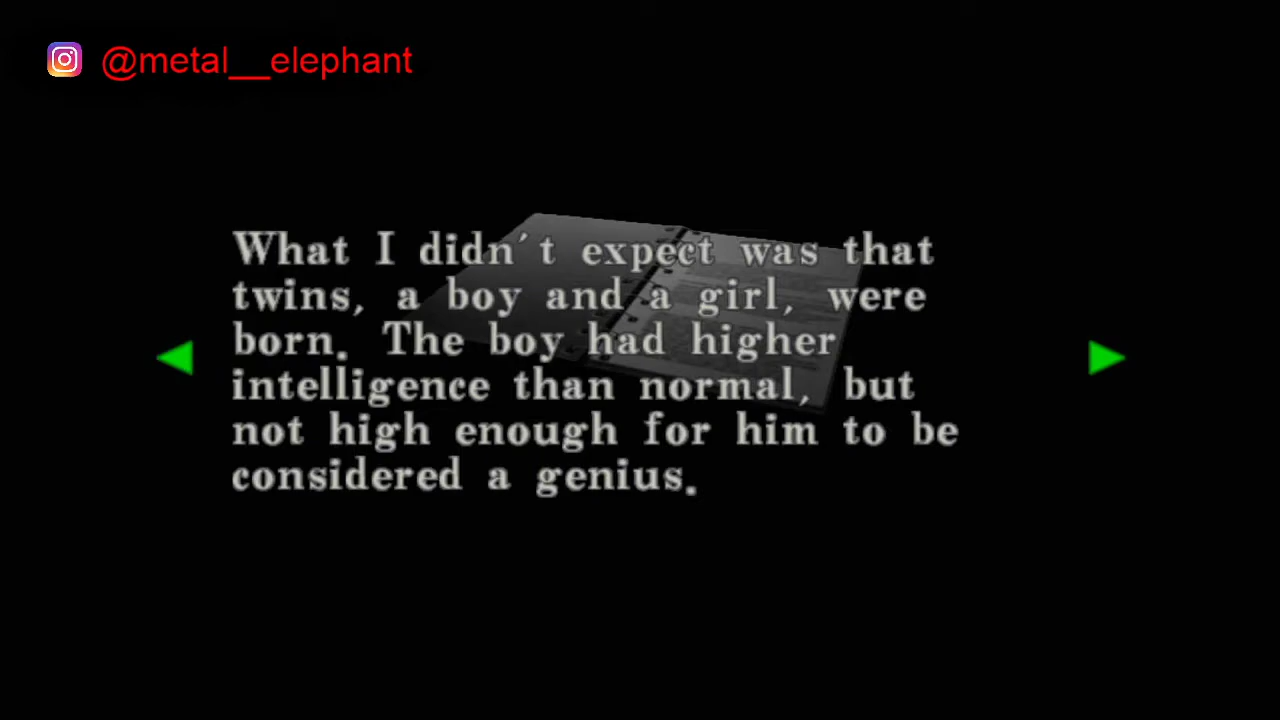 @metal__elephant
What I didn't expect was that
twins, a boy and a girl, were
born. The boy had higher
intelligence than normal, but
not high enough for him to be
considered a genius.